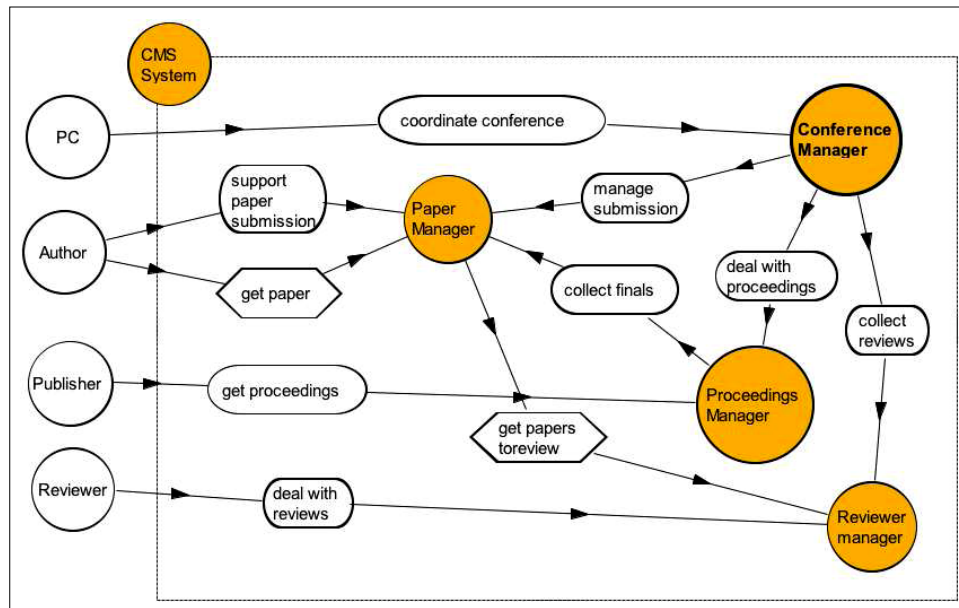 CMS
System
PC
coordinate conference
Conference
Manager
support
paper
submission
manage
submission
Paper
Manager
Author
get paper
collect finals
deal with
proceedings
collect
reviews
Publisher
get proceedings
Proceedings
Manager
get papers
toreview
Reviewer
deal with
reviews
Reviewer
manager